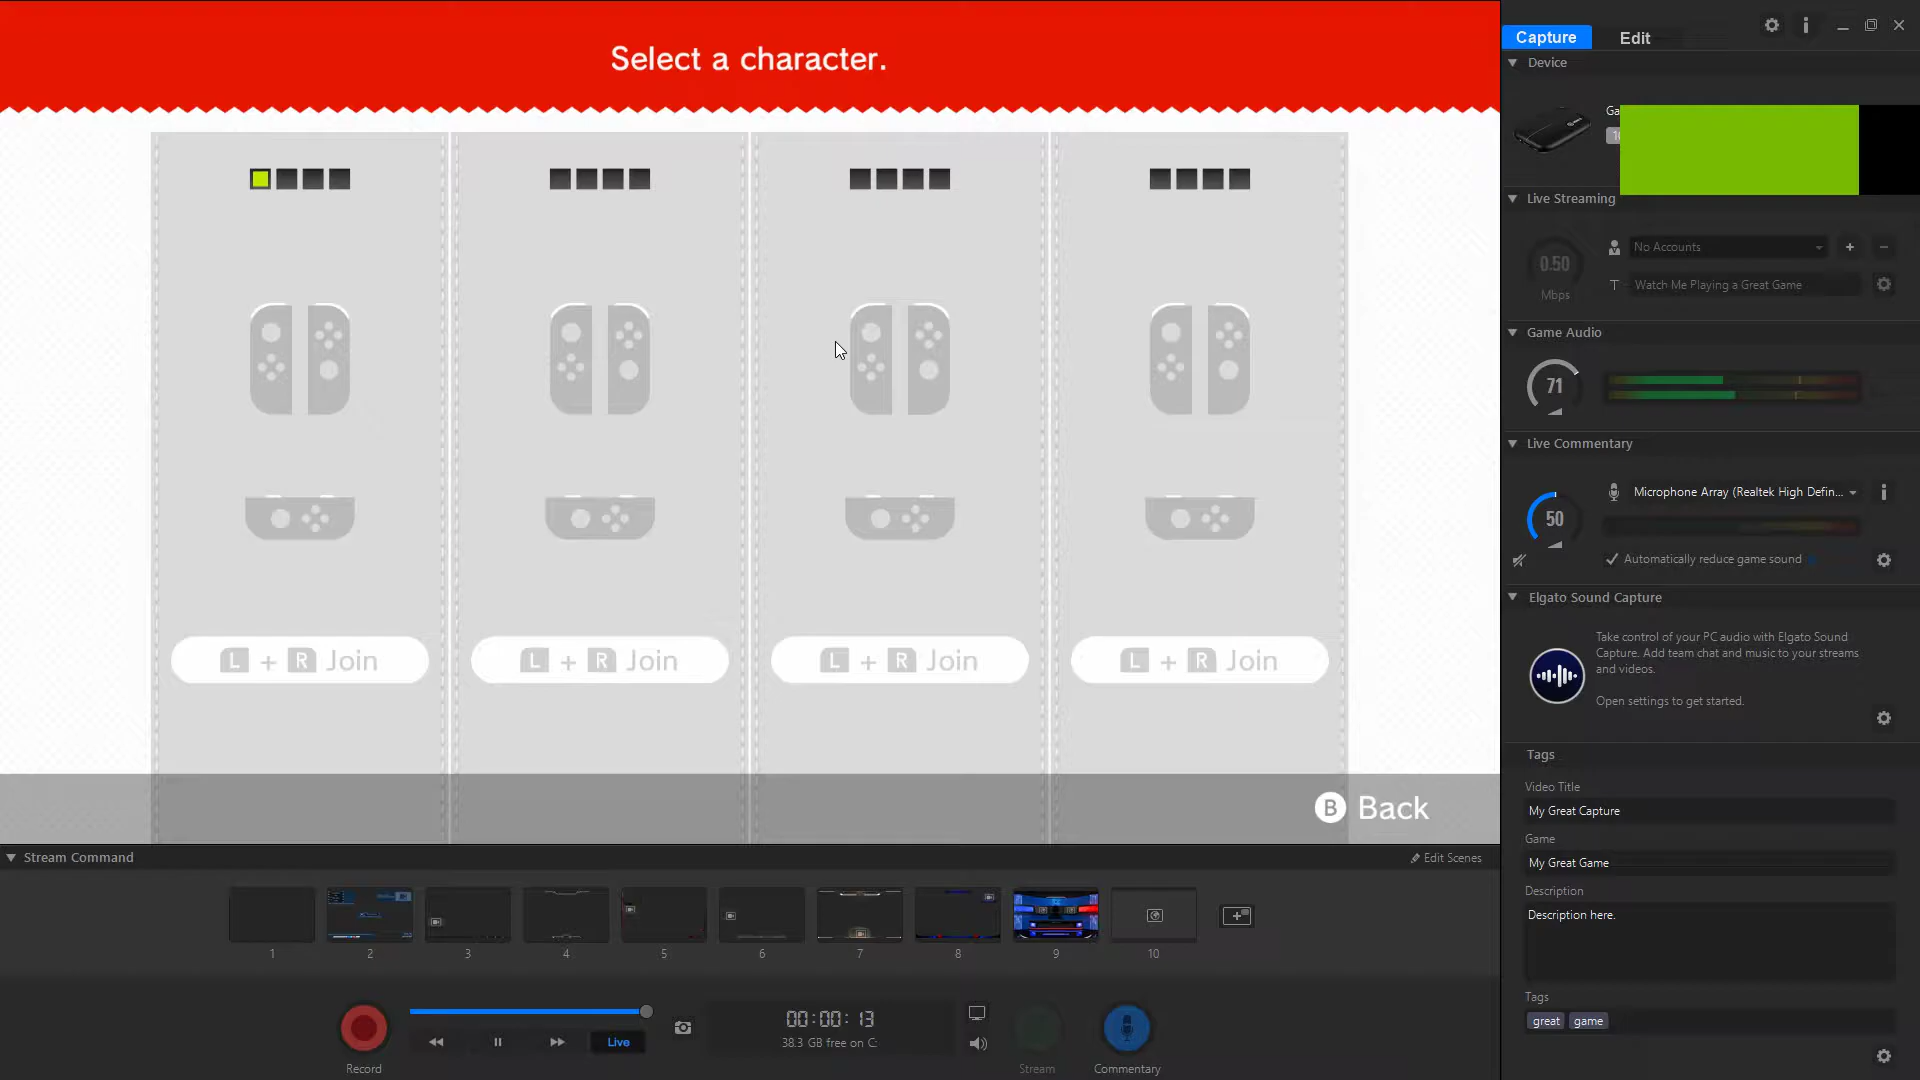 Select a character.
L + R Join
L + R Join
L + R Join
L + R Join
B Back
Capture
Edit
Device
Live Streaming
0.50
Mbps
No Accounts
T
Watch Me Playing a Great Game
Game Audio
71
Live Commentary
50
Microphone Array (Realtek High Defin...
Automatically reduce game sound
Elgato Sound Capture
Take control of your PC audio with Elgato Sound
Capture. Add team chat and music to your streams
and videos.
Open settings to get started.
Tags
Video Title
My Great Capture
Game
My Great Game
Description
Description here.
Tags
great game
Stream Command
Edit Scenes
1 2 3 4 5 6 7 8 9 10
00:00:13
38.3 GB free on C:
Live
Record
Stream
Commentary